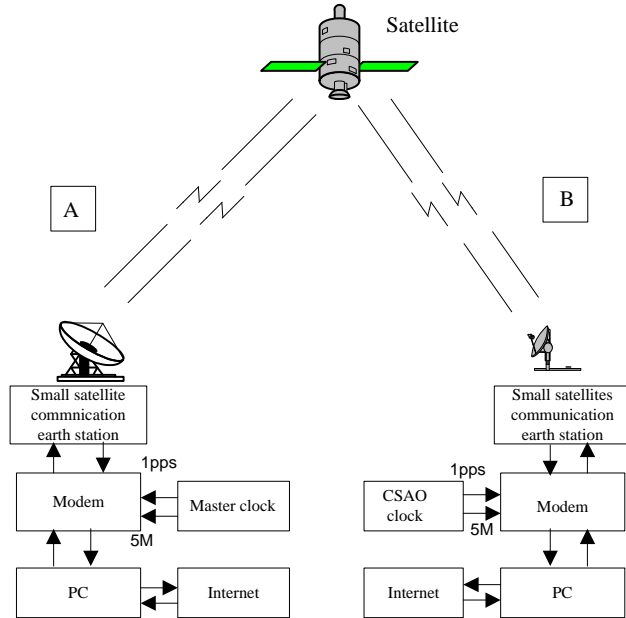 Satellite
A
B
Small satellite
commnication
earth station
Small satellites
communication
earth station
1pps
Modem
Master clock
5M
1pps
CSAO
clock
Modem
5M
PC
Internet
Internet
PC